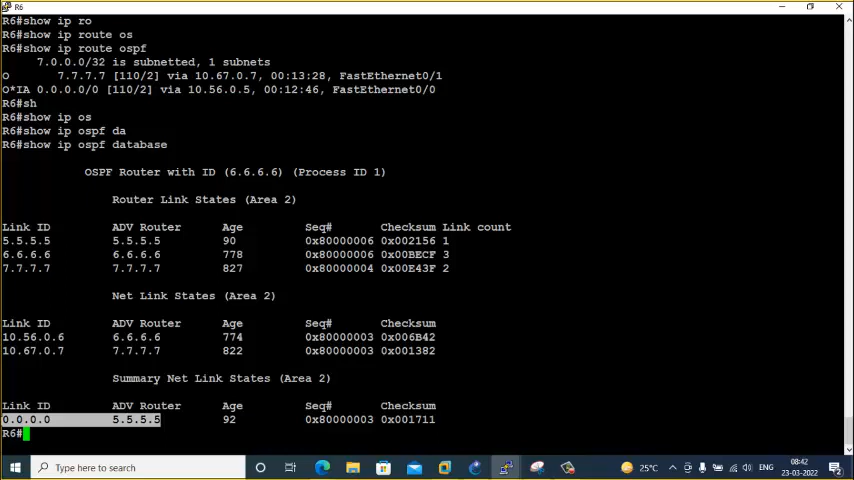 R6
R6#show ip ro
R6#show ip route os
R6#show ip route ospf
     7.0.0.0/32 is subnetted, 1 subnets
O       7.7.7.7 [110/2] via 10.67.0.7, 00:13:28, FastEthernet0/1
O*IA 0.0.0.0/0 [110/2] via 10.56.0.5, 00:12:46, FastEthernet0/0
R6#sh
R6#show ip os
R6#show ip ospf da
R6#show ip ospf database
            OSPF Router with ID (6.6.6.6) (Process ID 1)
                Router Link States (Area 2)
Link ID         ADV Router      Age         Seq#       Checksum Link count
5.5.5.5         5.5.5.5         90          0x80000006 0x002156 1
6.6.6.6         6.6.6.6         778         0x80000006 0x00BECF 3
7.7.7.7         7.7.7.7         827         0x80000004 0x00E43F 2
                Net Link States (Area 2)
Link ID         ADV Router      Age         Seq#       Checksum
10.56.0.6       6.6.6.6         774         0x80000003 0x006B42
10.67.0.7       7.7.7.7         822         0x80000003 0x001382
                Summary Net Link States (Area 2)
Link ID         ADV Router      Age         Seq#       Checksum
0.0.0.0         5.5.5.5         92          0x80000003 0x001711
R6#
Type here to search
25°C
ENG
08:42
23-03-2022
2